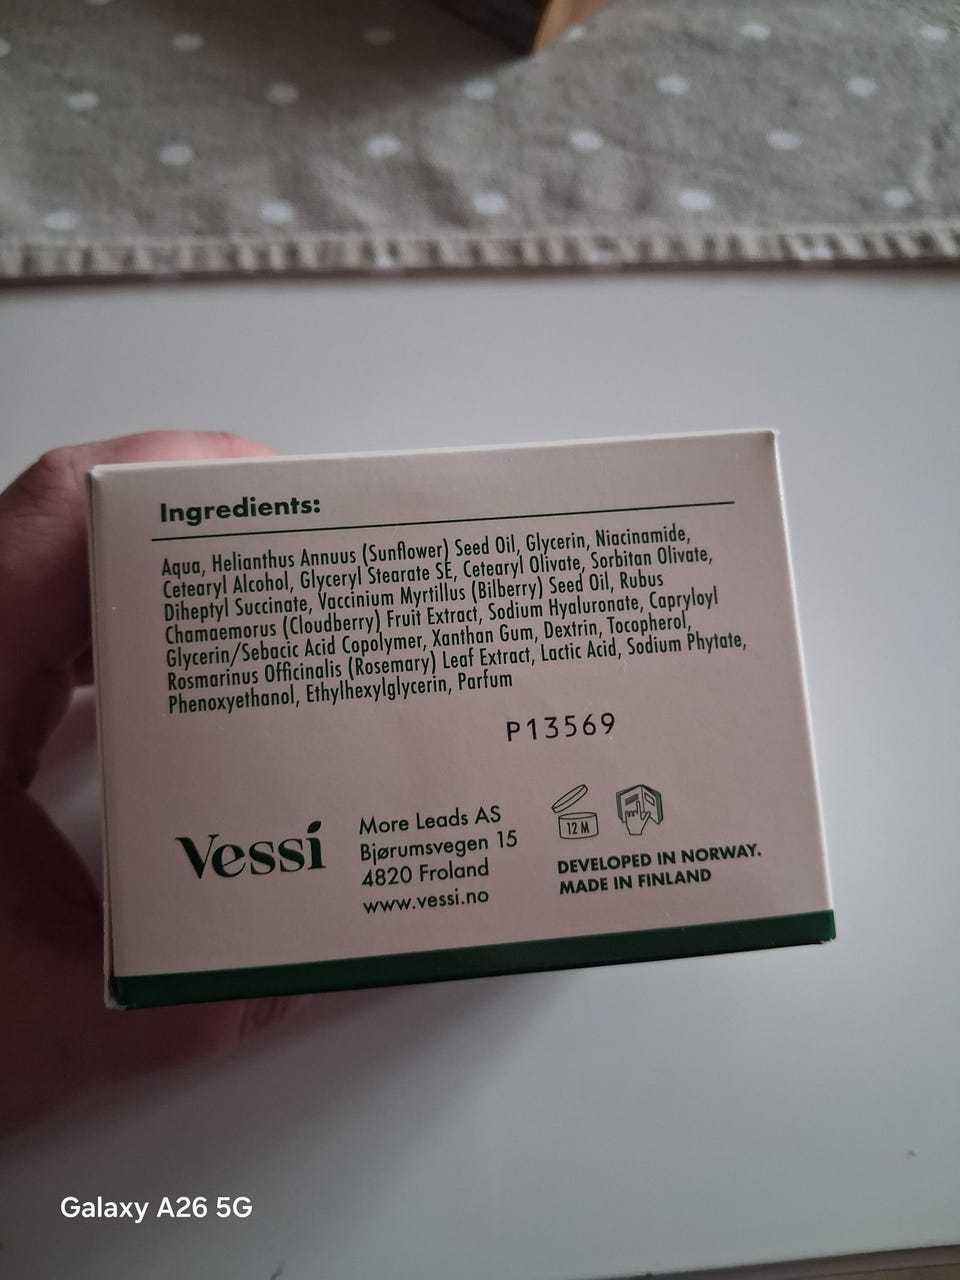 Ingredients:
Aqua, Helianthus Annuus (Sunflower) Seed Oil, Glycerin, Niacinamide,
Cetearyl Alcohol, Glyceryl Stearate SE, Cetearyl Olivate, Sorbitan Olivate,
Diheptyl Succinate, Vaccinium Myrtillus (Bilberry) Seed Oil, Rubus
Chamaemorus (Cloudberry) Fruit Extract, Sodium Hyaluronate, Capryloyl
Glycerin/Sebacic Acid Copolymer, Xanthan Gum, Dextrin, Tocopherol,
Rosmarinus Officinalis (Rosemary) Leaf Extract, Lactic Acid, Sodium Phytate,
Phenoxyethanol, Ethylhexylglycerin, Parfum
P13569
Vessi
More Leads AS
Bjørumsvegen 15
4820 Froland
www.vessi.no
12 M
DEVELOPED IN NORWAY.
MADE IN FINLAND
Galaxy A26 5G